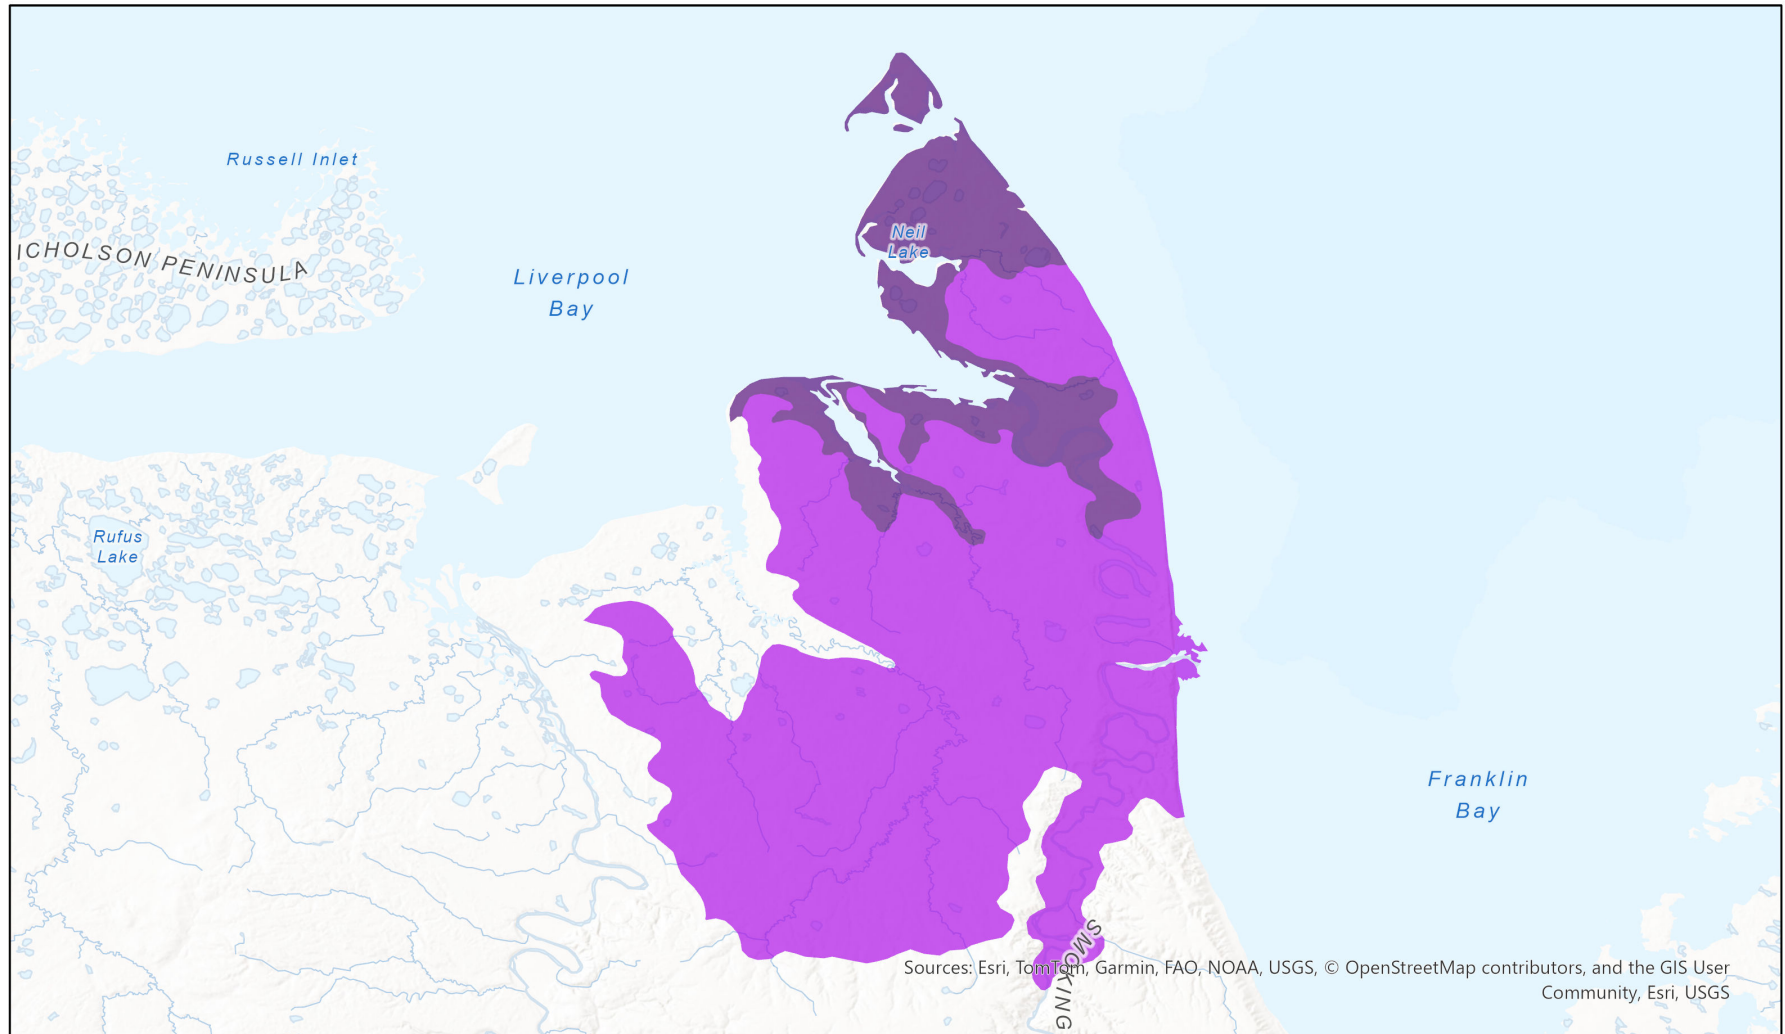 Russell Inlet
ICHOLSON PENINSULA
Neil
Lake
Liverpool
Bay
Rufus
Lake
Franklin
Bay
SMOKING
Sources: Esri, TomTom, Garmin, FAO, NOAA, USGS, © OpenStreetMap contributors, and the GIS User
Community, Esri, USGS